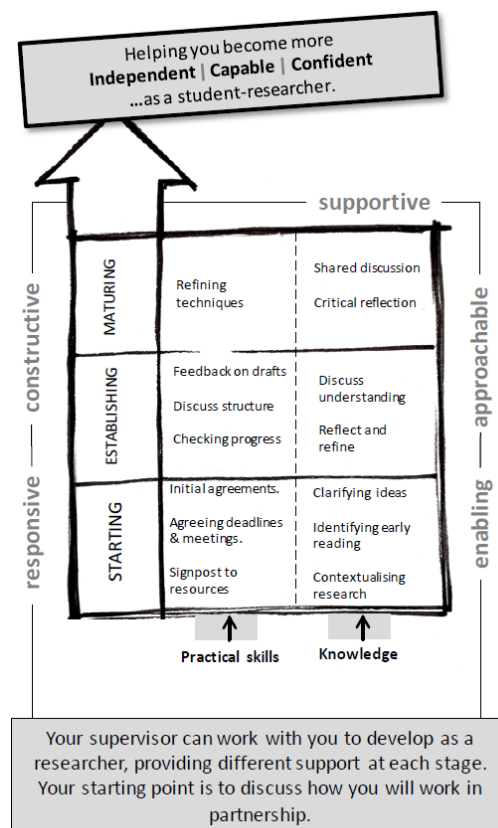 Helping you become more
Independent | Capable | Confident
...as a student-researcher.
supportive
constructive
responsive
approachable
enabling
MATURING
Refining
techniques
Shared discussion
Critical reflection
ESTABLISHING
Feedback on drafts
Discuss structure
Checking progress
Discuss
understanding
Reflect and
refine
STARTING
Initial agreements.
Agreeing deadlines
& meetings.
Signpost to
resources
Clarifying ideas
Identifying early
reading
Contextualising
research
Practical skills
Knowledge
Your supervisor can work with you to develop as a
researcher, providing different support at each stage.
Your starting point is to discuss how you will work in
partnership.